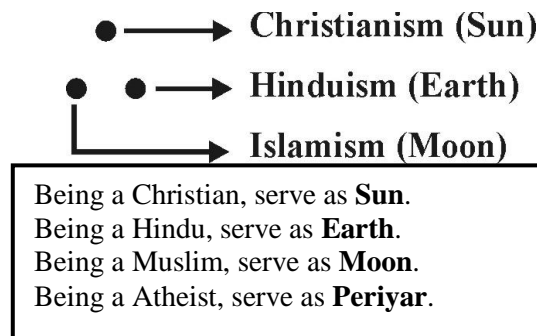 Christianism (Sun)
Hinduism (Earth)
Islamism (Moon)
Being a Christian, serve as Sun.
Being a Hindu, serve as Earth.
Being a Muslim, serve as Moon.
Being a Atheist, serve as Periyar.